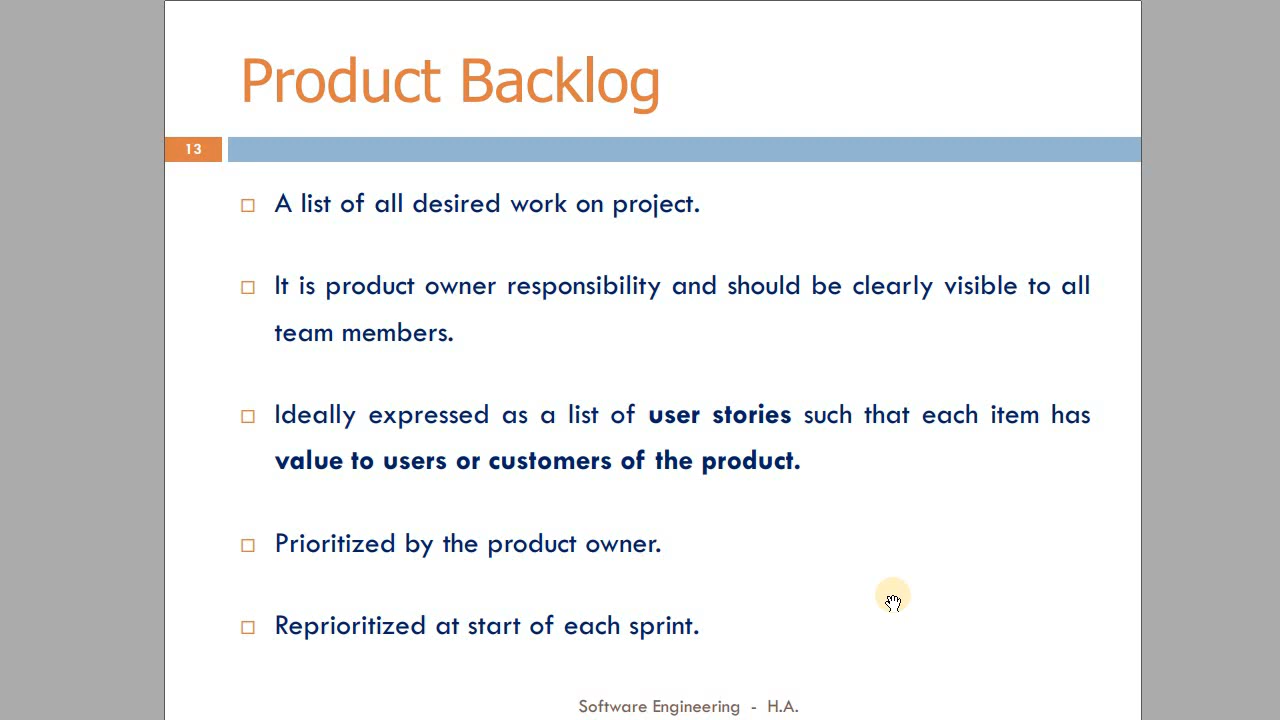 Product Backlog
13
A list of all desired work on project.
It is product owner responsibility and should be clearly visible to all
team members.
Ideally expressed as a list of user stories such that each item has
value to users or customers of the product.
Prioritized by the product owner.
Reprioritized at start of each sprint.
Software Engineering - H.A.